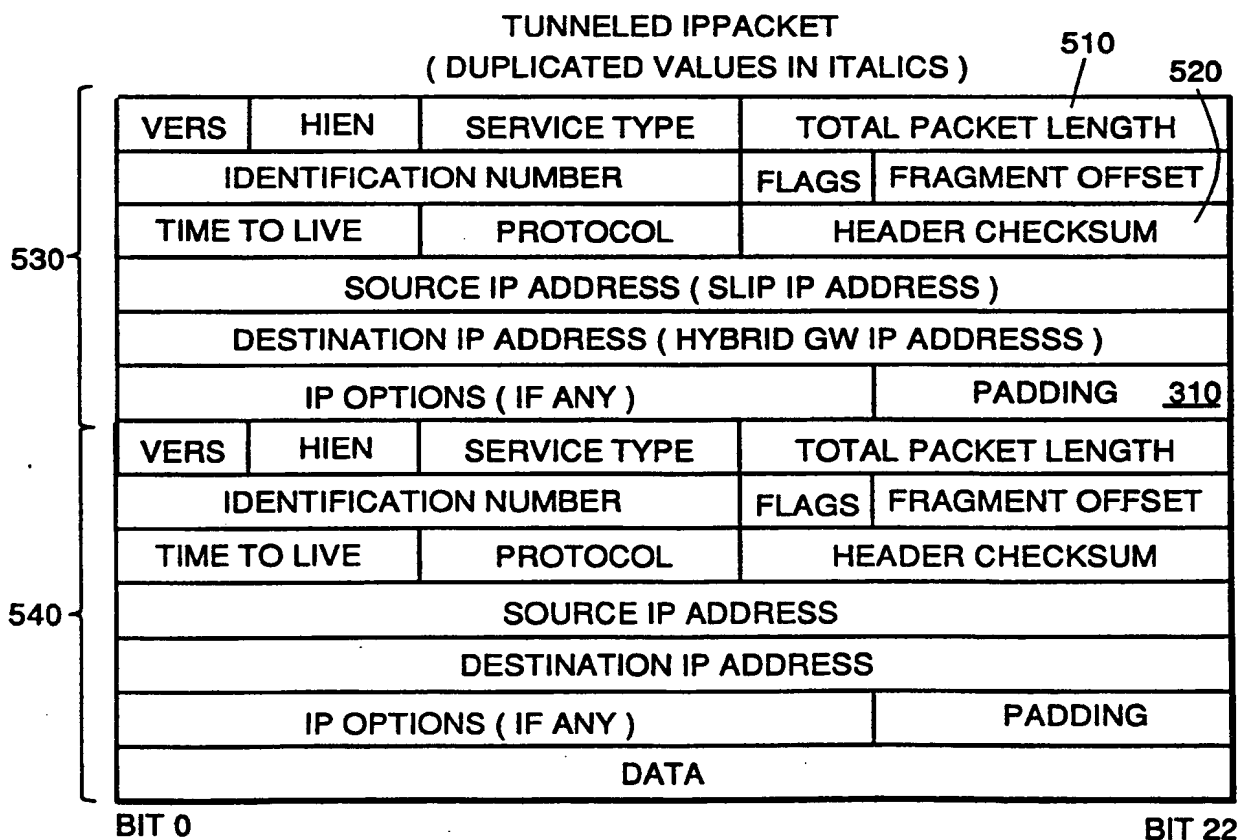 TUNNELED IPPACKET
( DUPLICATED VALUES IN ITALICS )
510
520
VERS HIEN SERVICE TYPE TOTAL PACKET LENGTH
IDENTIFICATION NUMBER FLAGS FRAGMENT OFFSET
TIME TO LIVE PROTOCOL HEADER CHECKSUM
530
SOURCE IP ADDRESS ( SLIP IP ADDRESS )
DESTINATION IP ADDRESS ( HYBRID GW IP ADDRESSS )
IP OPTIONS ( IF ANY ) PADDING 310
VERS HIEN SERVICE TYPE TOTAL PACKET LENGTH
IDENTIFICATION NUMBER FLAGS FRAGMENT OFFSET
TIME TO LIVE PROTOCOL HEADER CHECKSUM
540
SOURCE IP ADDRESS
DESTINATION IP ADDRESS
IP OPTIONS ( IF ANY ) PADDING
DATA
BIT 0 BIT 22